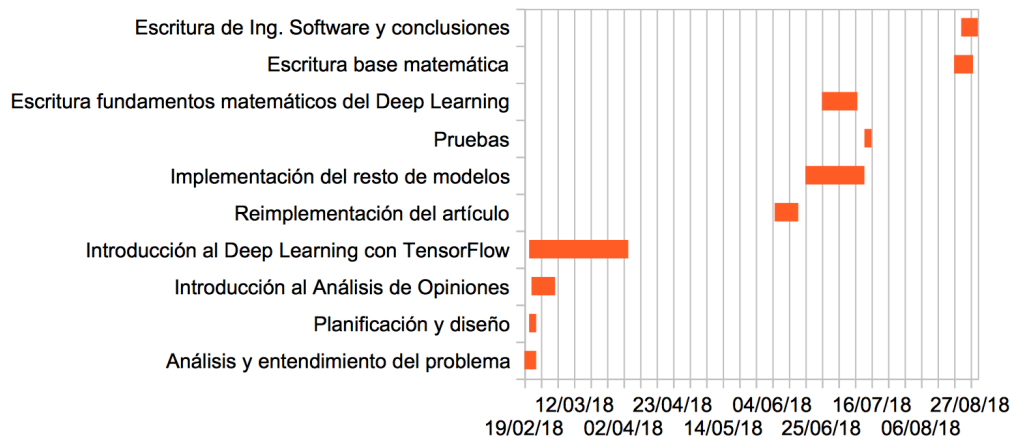 Escritura de Ing. Software y conclusiones
Escritura base matemática
Escritura fundamentos matemáticos del Deep Learning
Pruebas
Implementación del resto de modelos
Reimplementación del artículo
Introducción al Deep Learning con TensorFlow
Introducción al Análisis de Opiniones
Planificación y diseño
Análisis y entendimiento del problema
12/03/18 23/04/18 04/06/18 16/07/18 27/08/18
19/02/18 02/04/18 14/05/18 25/06/18 06/08/18